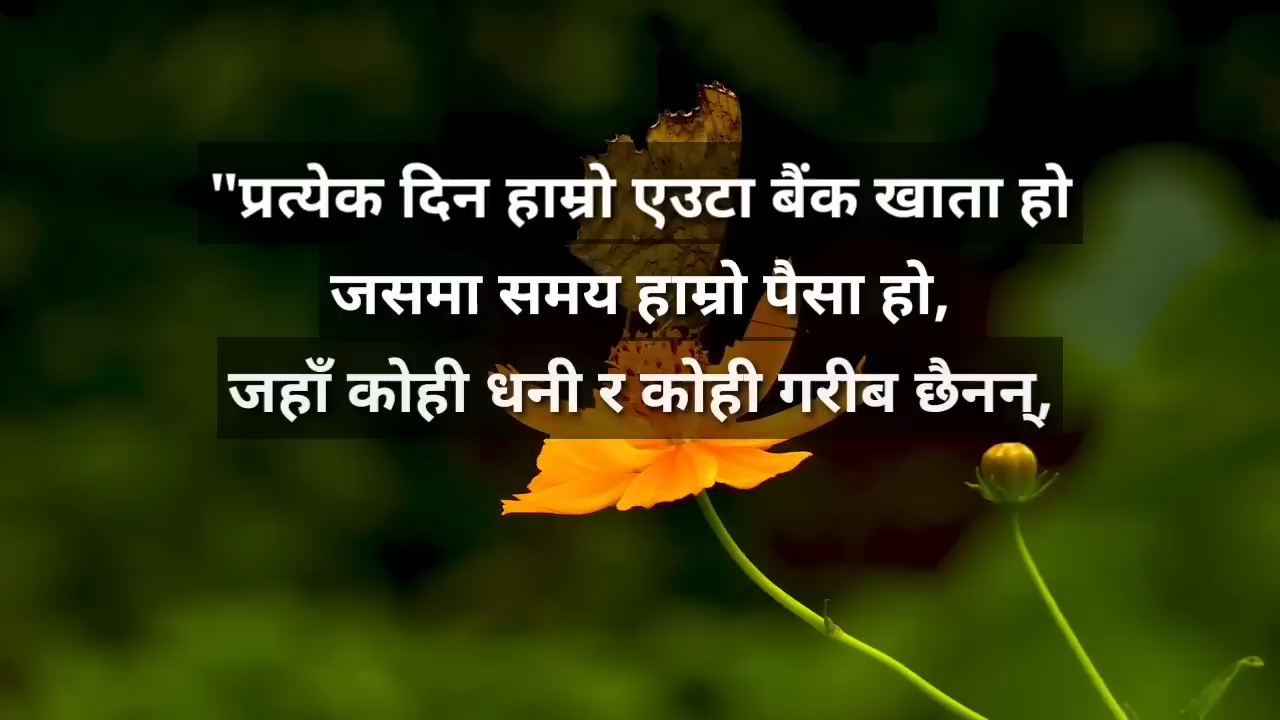 "प्रत्येक दिन हाम्रो एउटा बैंक खाता हो
जसमा समय हाम्रो पैसा हो,
जहाँ कोही धनी र कोही गरीब छैनन्,